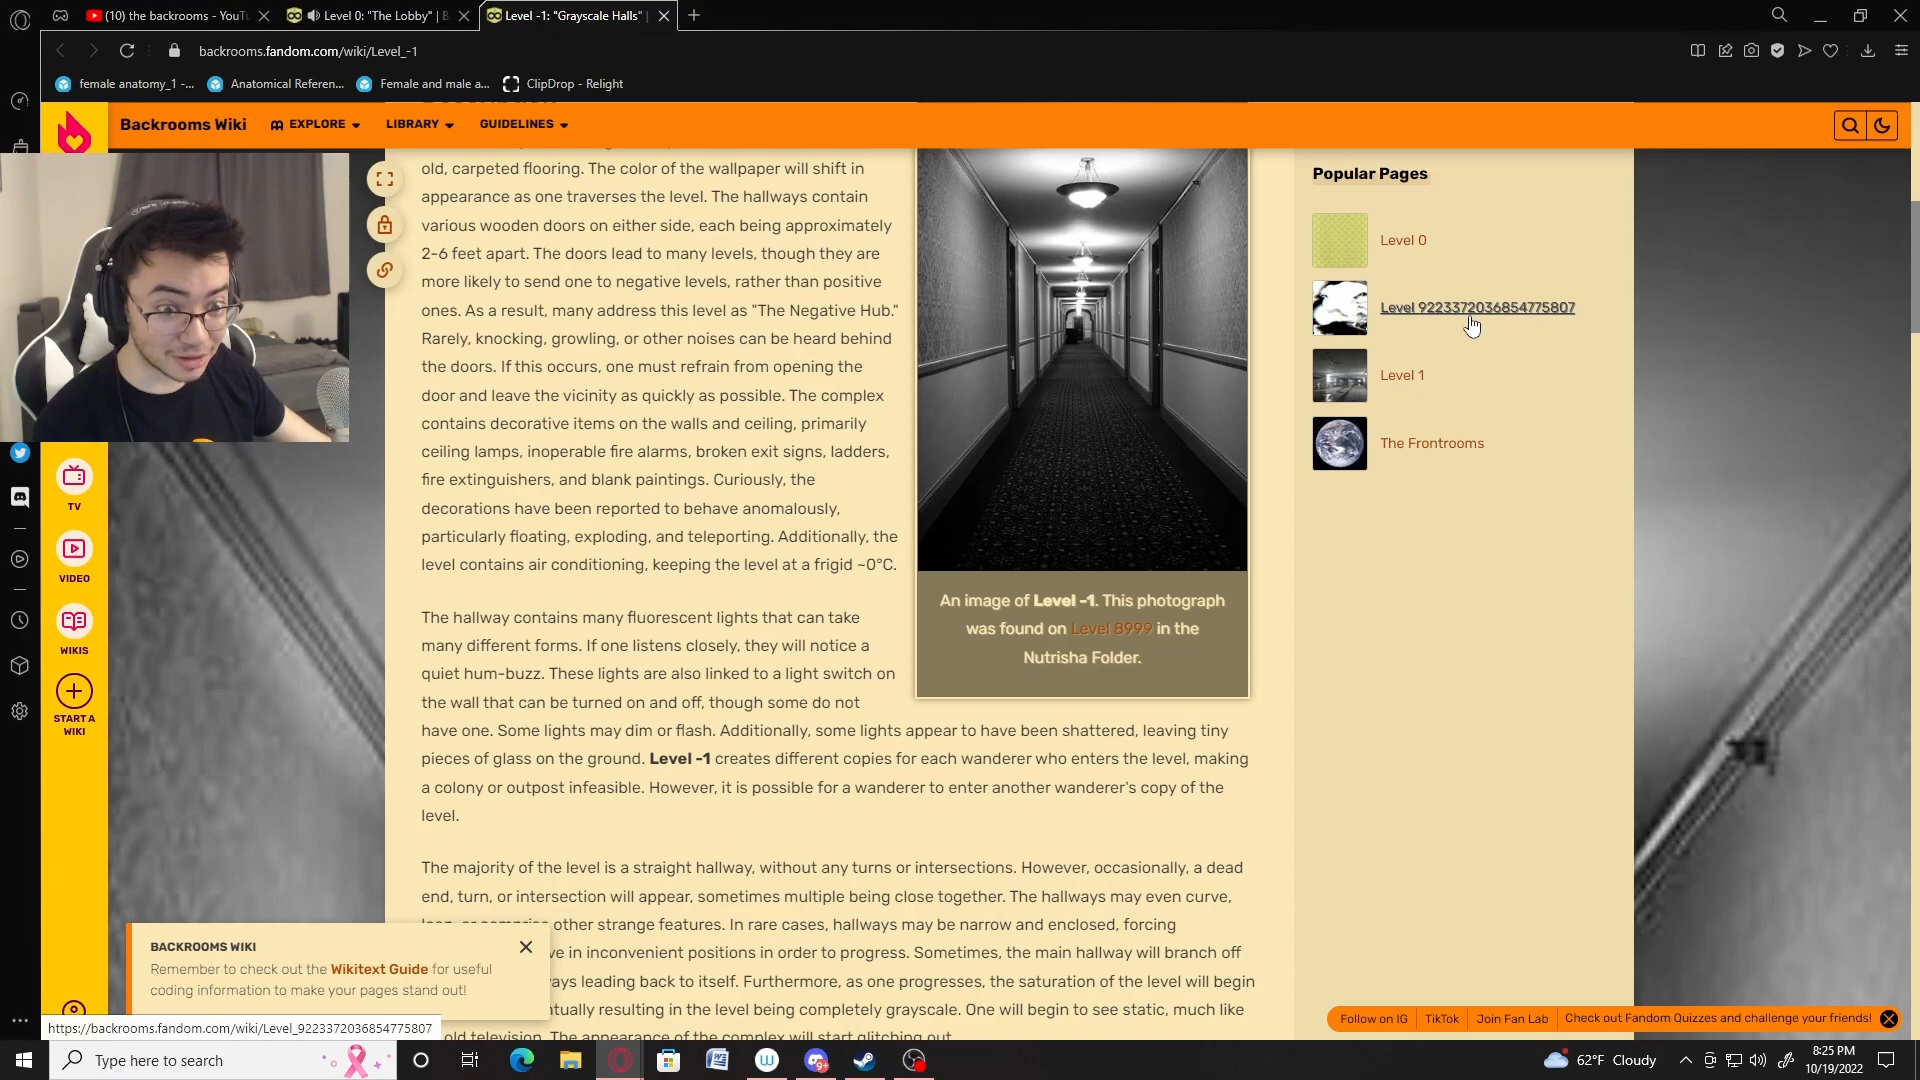 (10) the backrooms - YouTu
Level 0: "The Lobby" | B
Level -1: "Grayscale Halls" |
backrooms.fandom.com/wiki/Level_-1
female anatomy_1 -...
Anatomical Referen...
Female and male a...
ClipDrop - Relight
Backrooms Wiki
EXPLORE
LIBRARY
GUIDELINES
old, carpeted flooring. The color of the wallpaper will shift in
appearance as one traverses the level. The hallways contain
various wooden doors on either side, each being approximately
2-6 feet apart. The doors lead to many levels, though they are
more likely to send one to negative levels, rather than positive
ones. As a result, many address this level as "The Negative Hub."
Rarely, knocking, growling, or other noises can be heard behind
the doors. If this occurs, one must refrain from opening the
door and leave the vicinity as quickly as possible. The complex
contains decorative items on the walls and ceiling, primarily
ceiling lamps, inoperable fire alarms, broken exit signs, ladders,
fire extinguishers, and blank paintings. Curiously, the
decorations have been reported to behave anomalously,
particularly floating, exploding, and teleporting. Additionally, the
level contains air conditioning, keeping the level at a frigid ~0°C.
An image of Level -1. This photograph
was found on Level 8999 in the
Nutrisha Folder.
The hallway contains many fluorescent lights that can take
many different forms. If one listens closely, they will notice a
quiet hum-buzz. These lights are also linked to a light switch on
the wall that can be turned on and off, though some do not
have one. Some lights may dim or flash. Additionally, some lights appear to have been shattered, leaving tiny
pieces of glass on the ground. Level -1 creates different copies for each wanderer who enters the level, making
a colony or outpost infeasible. However, it is possible for a wanderer to enter another wanderer's copy of the
level.
The majority of the level is a straight hallway, without any turns or intersections. However, occasionally, a dead
end, turn, or intersection will appear, sometimes multiple being close together. The hallways may even curve,
other strange features. In rare cases, hallways may be narrow and enclosed, forcing
ve in inconvenient positions in order to progress. Sometimes, the main hallway will branch off
ays leading back to itself. Furthermore, as one progresses, the saturation of the level will begin
ntually resulting in the level being completely grayscale. One will begin to see static, much like
old television. The appearance of the complex will start glitching out
Popular Pages
Level 0
Level 9223372036854775807
Level 1
The Frontrooms
TV
VIDEO
WIKIS
START A
WIKI
BACKROOMS WIKI
Remember to check out the Wikitext Guide for useful
coding information to make your pages stand out!
https://backrooms.fandom.com/wiki/Level_9223372036854775807
Follow on IG
TikTok
Join Fan Lab
Check out Fandom Quizzes and challenge your friends!
Type here to search
9+
62°F Cloudy
8:25 PM
10/19/2022